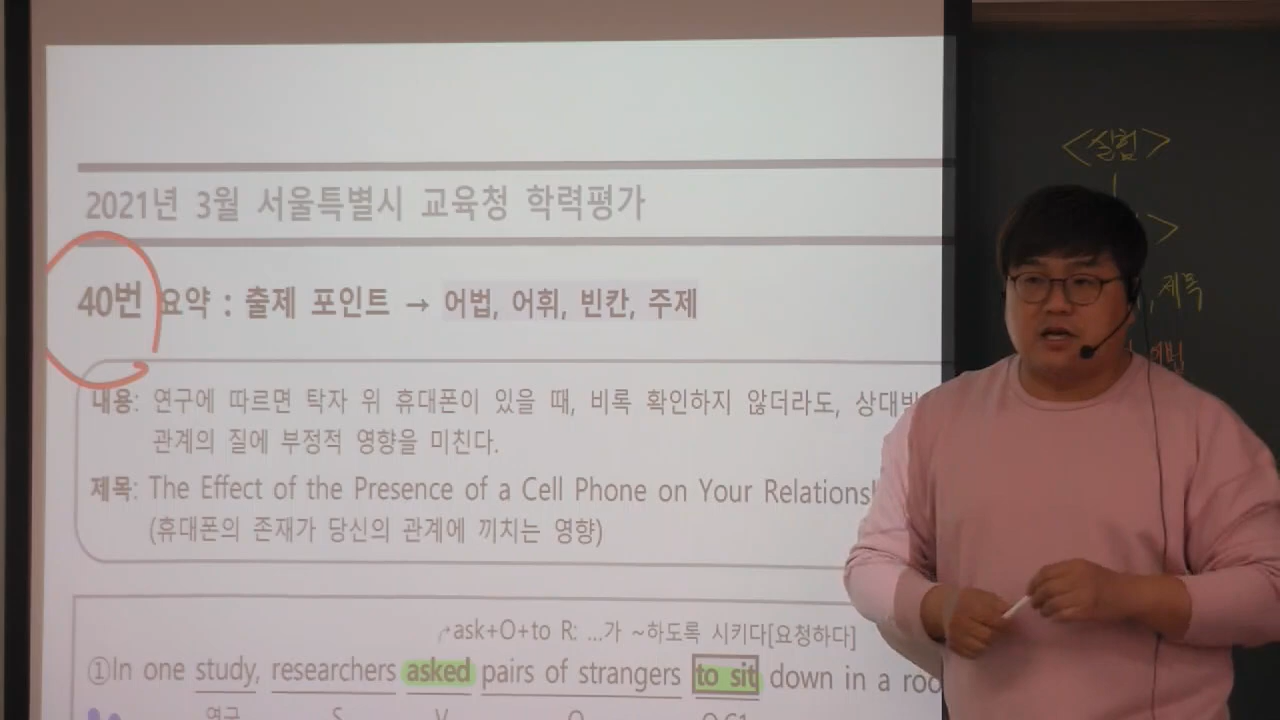 2021년 3월 서울특별시 교육청 학력평가
40번 요약 : 출제 포인트 → 어법, 어휘, 빈칸, 주제
내용: 연구에 따르면 탁자 위 휴대폰이 있을 때, 비록 확인하지 않더라도,
관계의 질에 부정적 영향을 미친다.
제목: The Effect of the Presence of a Cell Phone on Your
(휴대폰의 존재가 당신의 관계에 끼치는 영향)
ask+O+to R: ...가 ~하도록 시키다[요청하다]
①In one study, researchers asked pairs of strangers to sit down in a
연구 S V O O.C1
<실험>
>
, 제목
어법